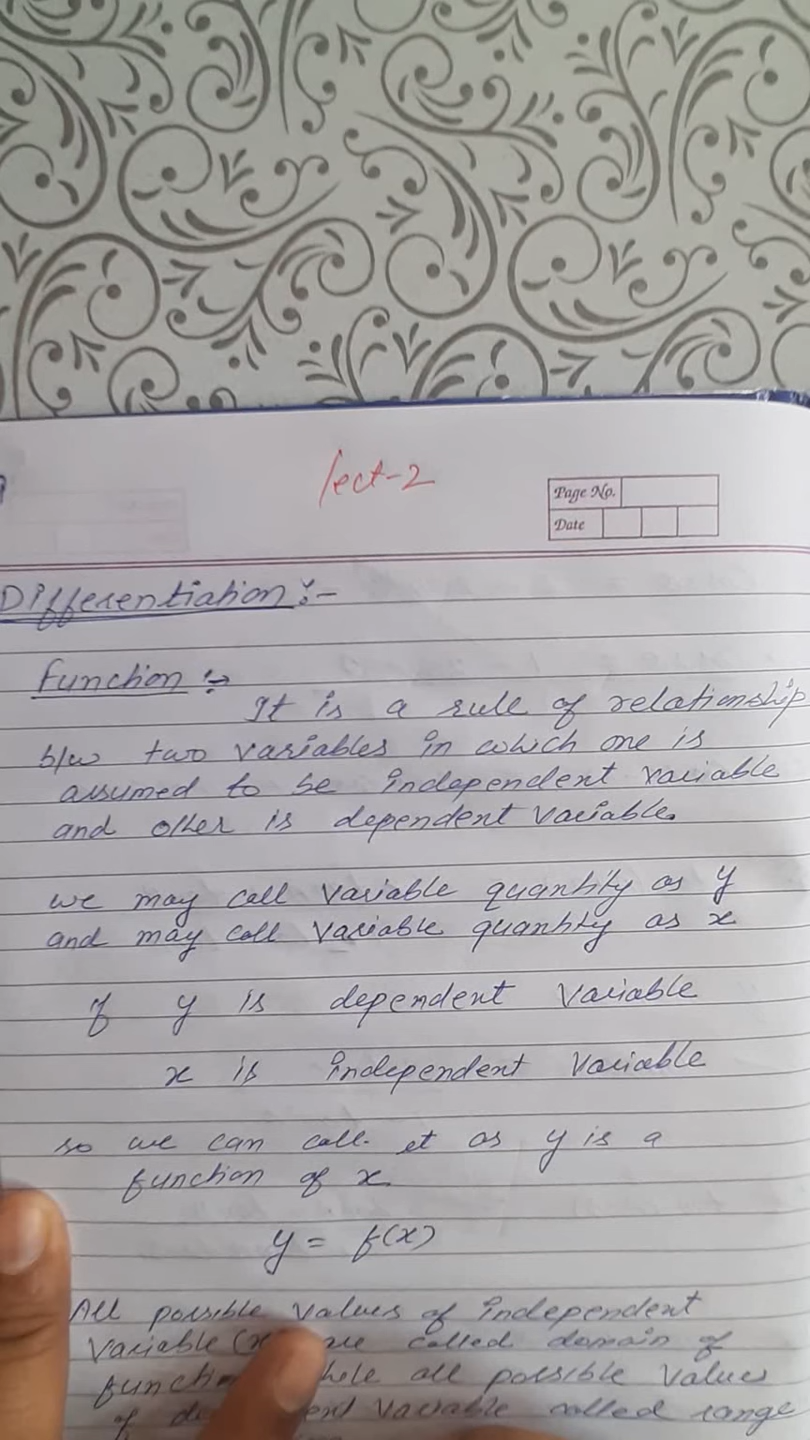 lect-2
Page No.
Date
Differentiation :-
Function :-
It is a rule of relationship
b/w two variables in which one is
assumed to be independent variable
and other is dependent variable.
we may call variable quantity as y
and may call variable quantity as x
if y is dependent variable
x is independent variable
so we can call it as y is a
function of x
y = f(x)
All possible values of independent
variable (x) are called domain of
all possible values
of variable called range